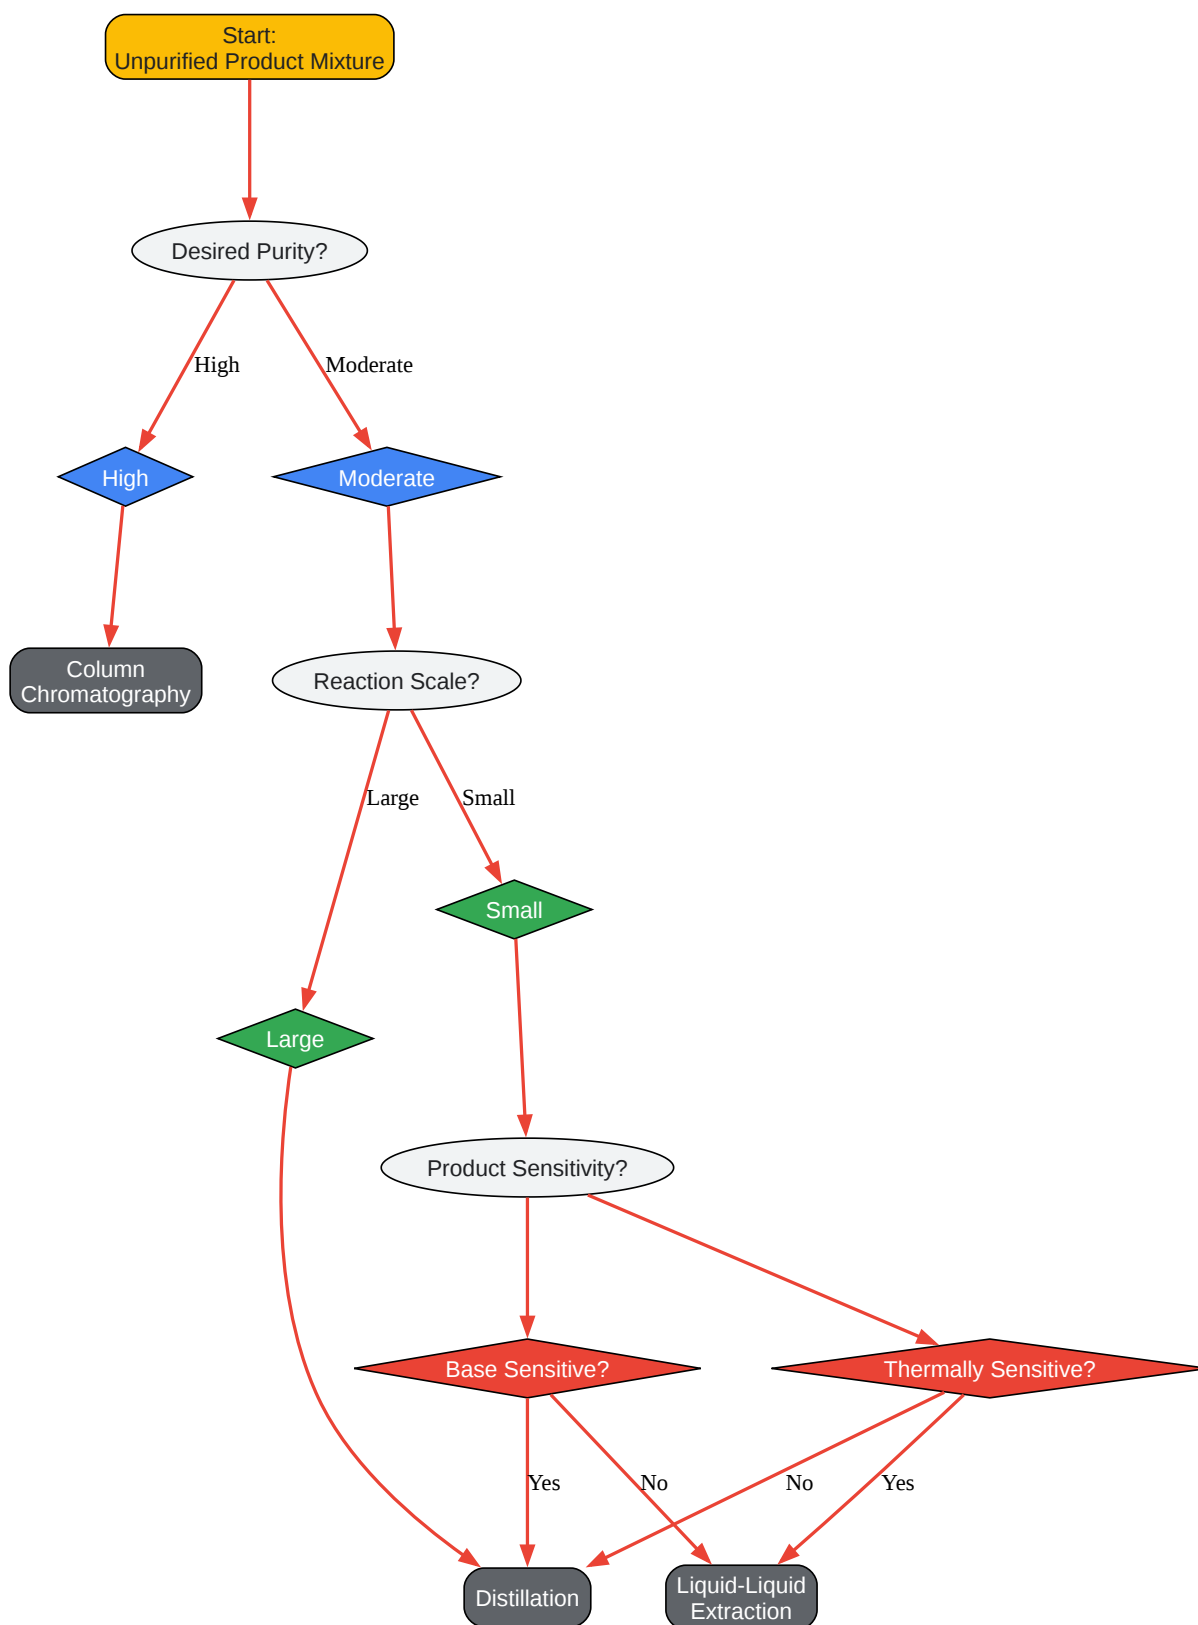 Start:
Unpurified Product Mixture
Desired Purity?
High
Moderate
High
Moderate
Column
Chromatography
Reaction Scale?
Large
Small
Small
Large
Product Sensitivity?
Base Sensitive?
Thermally Sensitive?
Yes
No
No
Yes
Distillation
Liquid-Liquid
Extraction